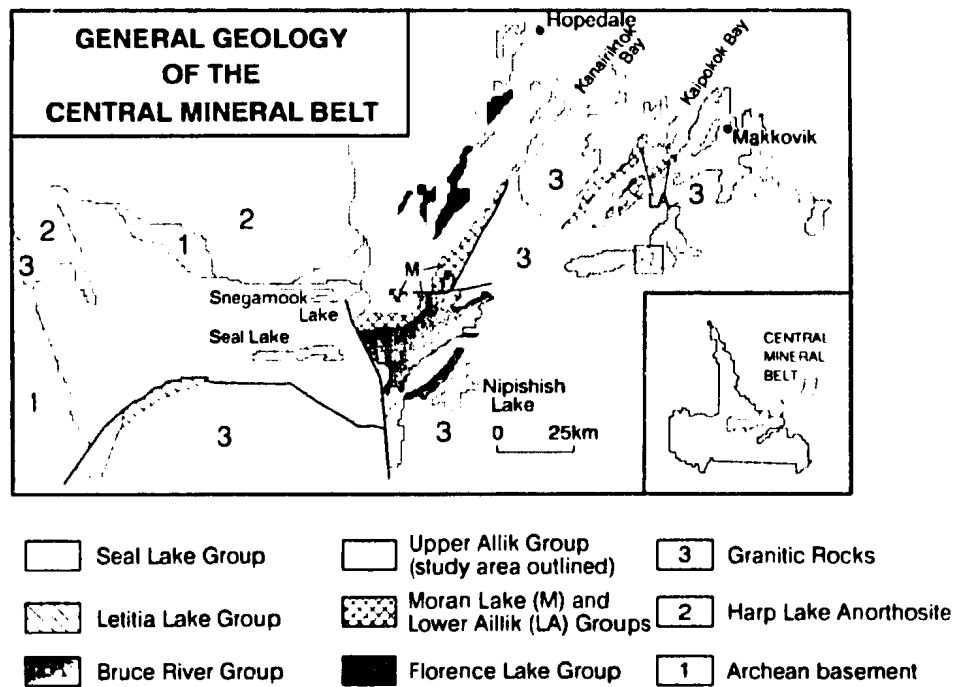 GENERAL GEOLOGY
OF THE
CENTRAL MINERAL BELT
Hopedale
Kanairiktok
Bay
Kaipokok Bay
Makkovik
3
3
2
2
1
3
3
M
Snegamook
Lake
Seal Lake
1
3
Nipishish
Lake
3
0 25km
CENTRAL
MINERAL
BELT
Seal Lake Group
Upper Allik Group
(study area outlined)
3 Granitic Rocks
Letitia Lake Group
Moran Lake (M) and
Lower Aillik (LA) Groups
2 Harp Lake Anorthosite
Bruce River Group
Florence Lake Group
1 Archean basement